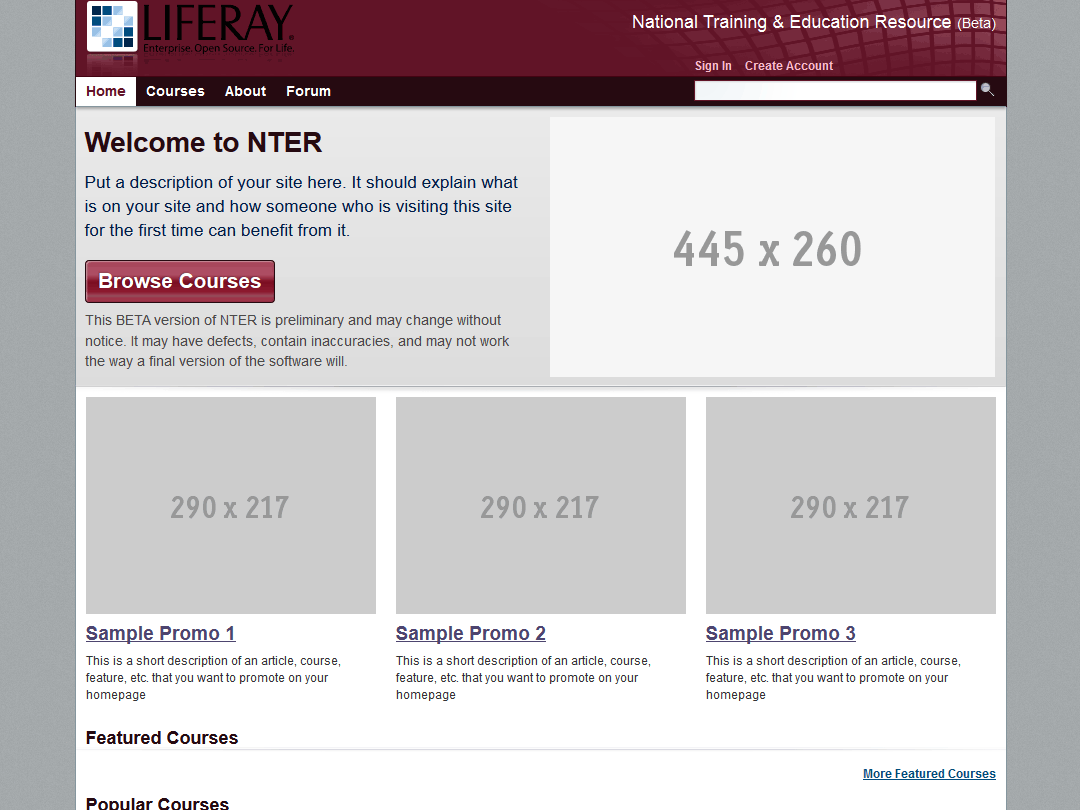 LIFERAY.
Enterprise. Open Source. For Life.
National Training & Education Resource (Beta)
Sign In Create Account
Home Courses About Forum
Welcome to NTER
Put a description of your site here. It should explain what
is on your site and how someone who is visiting this site
for the first time can benefit from it.
Browse Courses
This BETA version of NTER is preliminary and may change without
notice. It may have defects, contain inaccuracies, and may not work
the way a final version of the software will.
445 x 260
290 x 217
290 x 217
290 x 217
Sample Promo 1
This is a short description of an article, course,
feature, etc. that you want to promote on your
homepage
Sample Promo 2
This is a short description of an article, course,
feature, etc. that you want to promote on your
homepage
Sample Promo 3
This is a short description of an article, course,
feature, etc. that you want to promote on your
homepage
Featured Courses
More Featured Courses
Popular Courses